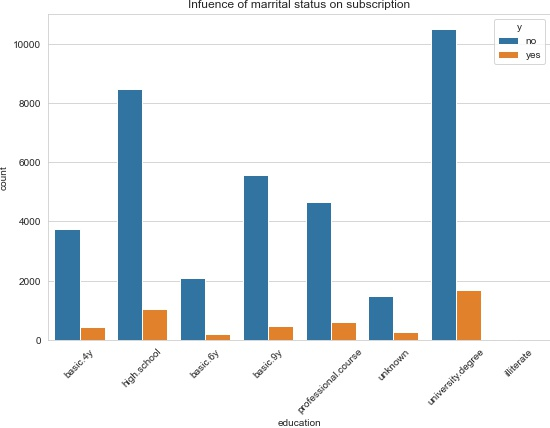 Infuence of marrital status on subscription
y
no
yes
10000
8000
6000
4000
2000
0
count
basic.4y
high.school
basic.6y
basic.9y
professional.course
unknown
university.degree
illiterate
education